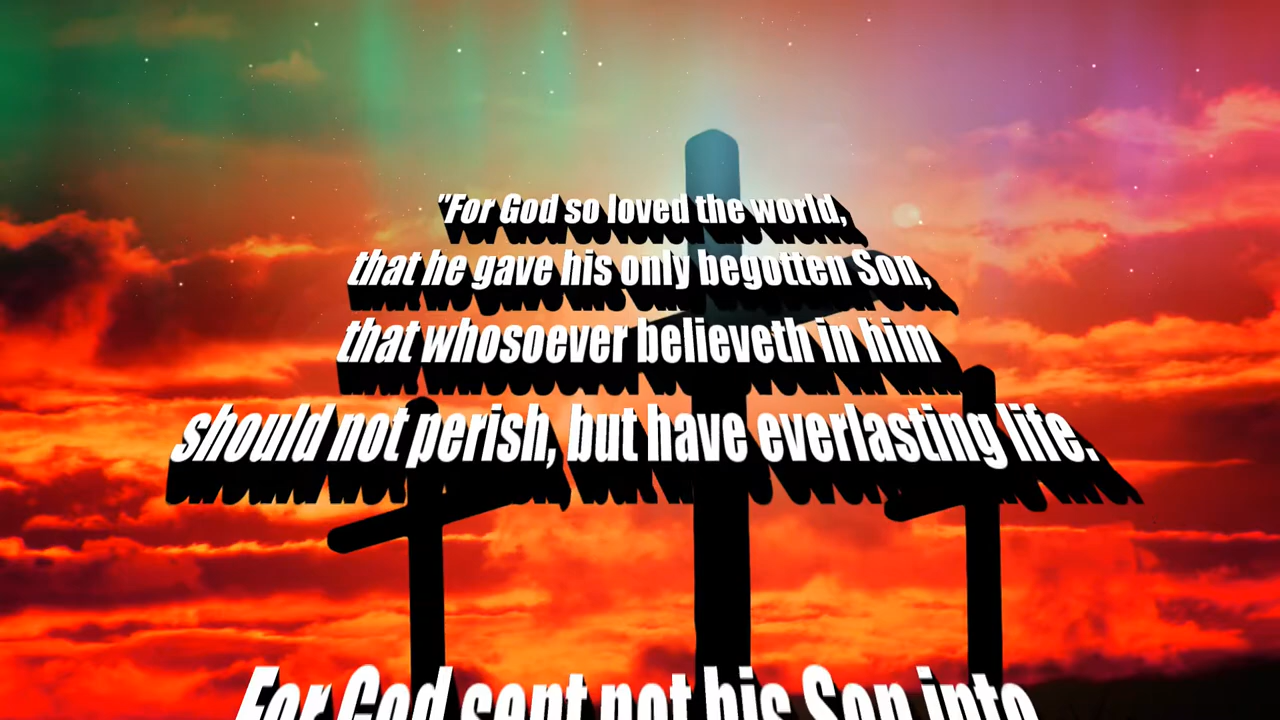 "For God so loved the world,
that he gave his only begotten Son,
that whosoever believeth in him
should not perish, but have everlasting life.
For God sent not his Son into